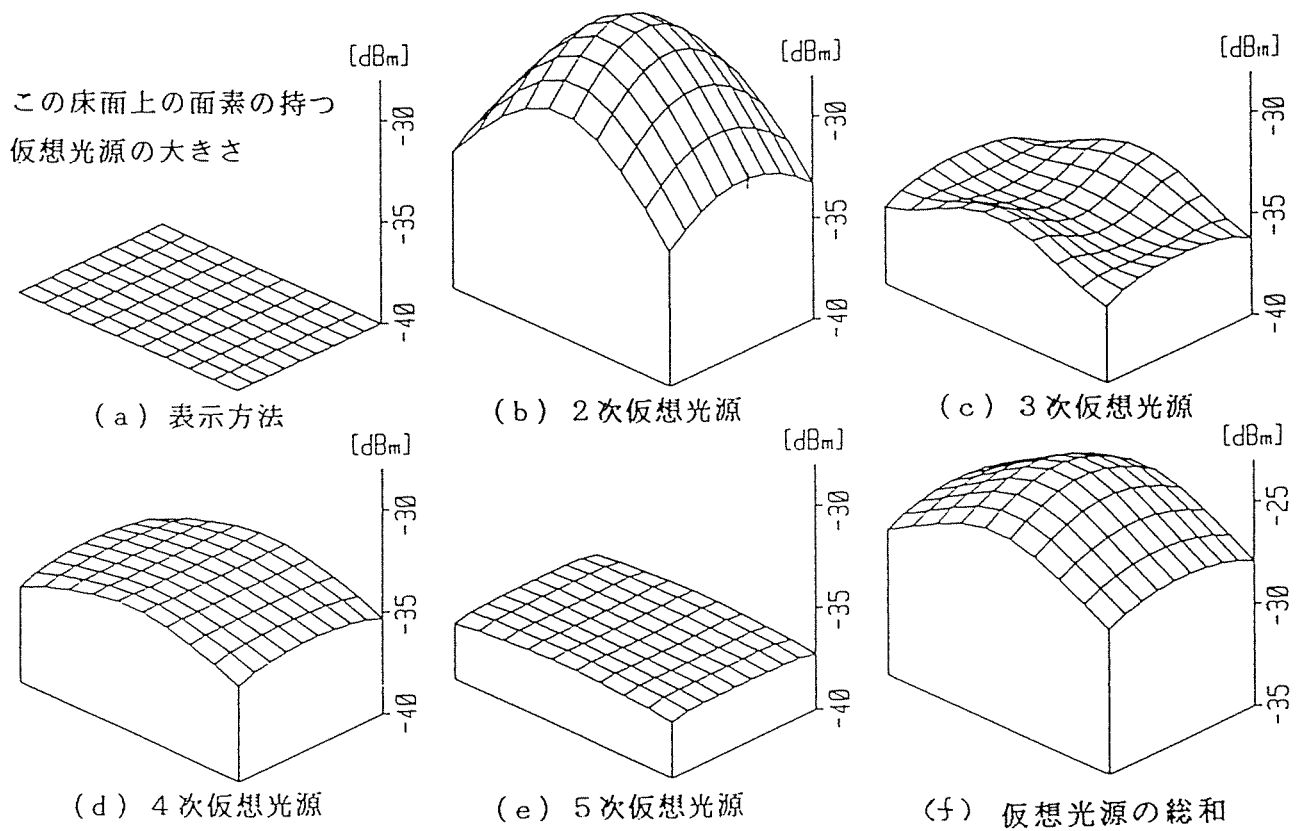 この床面上の面素の持つ
仮想光源の大きさ
[dBm]
-30
-35
-40
(a) 表示方法
-30
-35
-40
(b) 2次仮想光源
[dBm]
-30
-35
-40
(c) 3次仮想光源
[dBm]
-30
-35
-40
(d) 4次仮想光源
[dBm]
-30
-35
-40
(e) 5次仮想光源
[dBm]
-25
-30
-35
(f) 仮想光源の総和
[dBm]